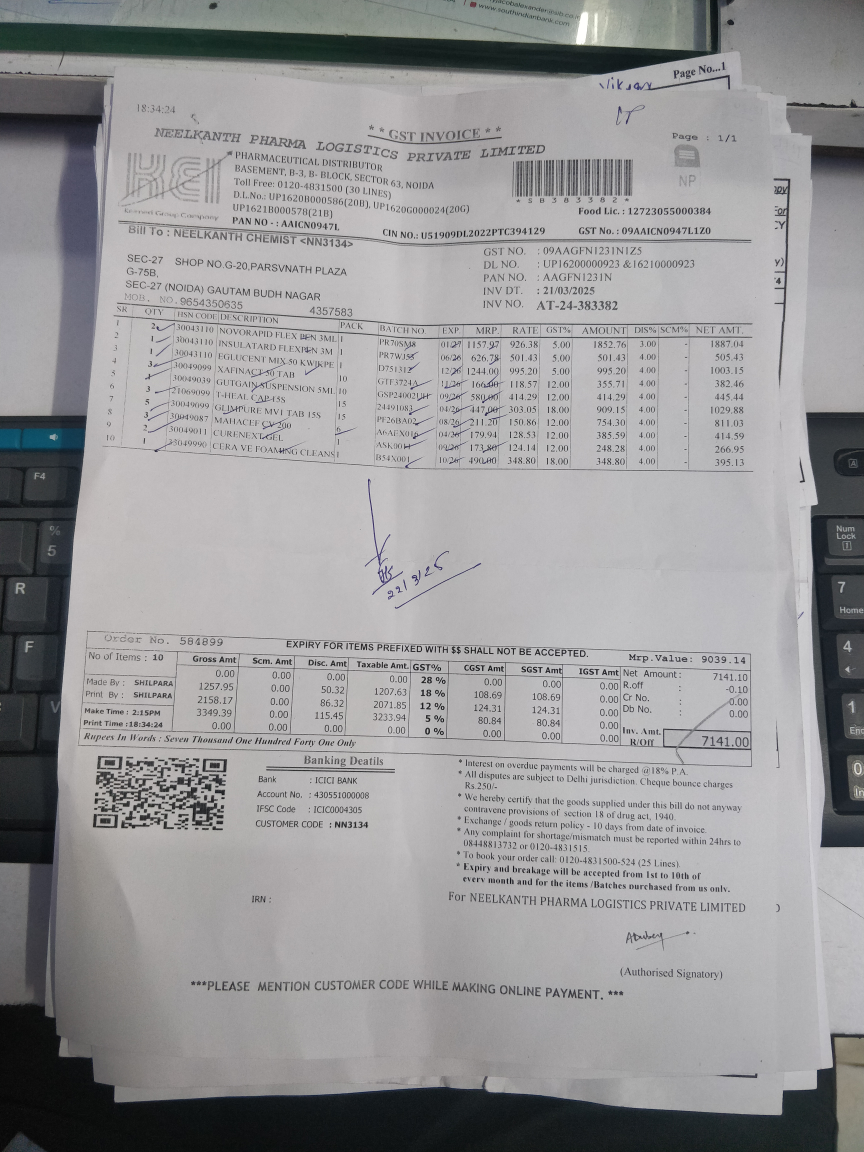 jacobalexander@sib.co.
www.southindianbank.com
Page No...1
18:34:24
* * GST INVOICE * *
Page : 1/1
NEELKANTH PHARMA LOGISTICS PRIVATE LIMITED
PHARMACEUTICAL DISTRIBUTOR
BASEMENT, B-3, B- BLOCK, SECTOR 63, NOIDA
Toll Free: 0120-4831500 (30 LINES)
D.L.No.: UP1620B000586(20B), UP1620G000024(20G)
UP1621B000578(21B)
PAN NO - : AAICN0947L
KEI
Group Company
* S B 3 8 3 3 8 2 *
NP
Food Lic. : 12723055000384
CIN NO.: U51909DL2022PTC394129
GST No.: 09AAICN0947L1Z0
Bill To : NEELKANTH CHEMIST <NN3134>
SEC-27 SHOP NO.G-20,PARSVNATH PLAZA
G-75B,
SEC-27 (NOIDA) GAUTAM BUDH NAGAR
MOB. NO.9654350635 4357583
GST NO. : 09AAGFN1231N1Z5
DL NO. : UP16200000923 &16210000923
PAN NO. : AAGFN1231N
INV DT. : 21/03/2025
INV NO. AT-24-383382
SR QTY HSN CODE DESCRIPTION PACK BATCH NO. EXP. MRP. RATE GST% AMOUNT DIS% SCM% NET AMT.
1 2 30043110 NOVORAPID FLEX PEN 3ML 1 PR70SM8 01/27 1157.97 926.38 5.00 1852.76 3.00 - 1887.04
2 1 30043110 INSULATARD FLEXPEN 3M 1 PR7WJ53 06/26 626.78 501.43 5.00 501.43 4.00 - 505.43
3 1 30043110 EGLUCENT MIX 50 KWIKPE 1 D751312 12/26 1244.00 995.20 5.00 995.20 4.00 - 1003.15
4 3 30049099 XAFINACT 50 TAB 10 GTF3724A 11/26 166.00 118.57 12.00 355.71 4.00 - 382.46
5 1 30049039 GUTGAIN SUSPENSION 5ML 10 09/26 580.00 414.29 12.00 414.29 4.00 - 445.44
6 3 21069099 T-HEAL CAP 15S 15 24491083 04/26 447.00 303.05 18.00 909.15 4.00 - 1029.88
7 5 30049099 GLIMPURE MV1 TAB 15S 15 PF26BA02 08/26 211.20 150.86 12.00 754.30 4.00 - 811.03
8 3 30049087 MAHACEF CV 200 6 04/26 179.94 128.53 12.00 385.59 4.00 - 414.59
9 2 30049011 CURENEXT GEL 1 09/26 173.80 124.14 12.00 248.28 4.00 - 266.95
10 1 33049990 CERA VE FOAMING CLEANS 1 B54X001 10/26 490.00 348.80 18.00 348.80 4.00 - 395.13
22/3/25
Order No. 584899 EXPIRY FOR ITEMS PREFIXED WITH $$ SHALL NOT BE ACCEPTED. Mrp.Value: 9039.14
No of Items : 10
Made By : SHILPARA
Print By : SHILPARA
Make Time : 2:15PM
Print Time :18:34:24
Gross Amt Scm. Amt Disc. Amt Taxable Amt. GST% CGST Amt SGST Amt IGST Amt
0.00 0.00 0.00 0.00 28 % 0.00 0.00 0.00
1257.95 0.00 50.32 1207.63 18 % 108.69 108.69 0.00
2158.17 0.00 86.32 2071.85 12 % 124.31 124.31 0.00
3349.39 0.00 115.45 3233.94 5 % 80.84 80.84 0.00
0.00 0.00 0.00 0.00 0 % 0.00 0.00 0.00
Net Amount: 7141.10
R.off : -0.10
Cr No. : 0.00
Db No. : 0.00
Inv. Amt. R/Off 7141.00
Rupees In Words : Seven Thousand One Hundred Forty One Only
Banking Deatils
Bank : ICICI BANK
Account No. : 430551000008
IFSC Code : ICIC0004305
CUSTOMER CODE : NN3134
* Interest on overdue payments will be charged @18% P.A.
* All disputes are subject to Delhi jurisdiction. Cheque bounce charges
Rs.250/-
* We hereby certify that the goods supplied under this bill do not anyway
contravene provisions of section 18 of drug act, 1940.
* Exchange / goods return policy - 10 days from date of invoice.
* Any complaint for shortage/mismatch must be reported within 24hrs to
08448813732 or 0120-4831515.
* To book your order call: 0120-4831500-524 (25 Lines).
* Expiry and breakage will be accepted from 1st to 10th of
every month and for the items /Batches purchased from us only.
IRN :
For NEELKANTH PHARMA LOGISTICS PRIVATE LIMITED
(Authorised Signatory)
***PLEASE MENTION CUSTOMER CODE WHILE MAKING ONLINE PAYMENT. ***
F4
%
5
R
F
V
Num
Lock
7
Home
4
1
0